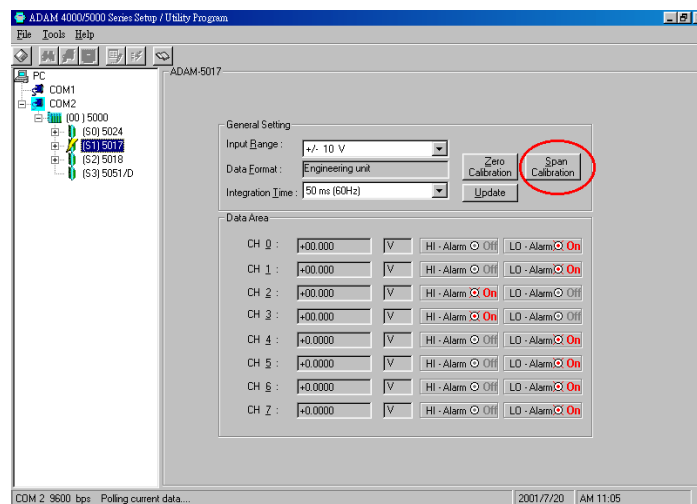 ADAM 4000/5000 Series Setup / Utility Program
File Tools Help
PC
COM1
COM2
(00 ) 5000
(S0) 5024
(S1) 5017
(S2) 5018
(S3) 5051/D
ADAM-5017
General Setting
Input Range :
+/- 10 V
Data Format :
Engineering unit
Integration Time :
50 ms (60Hz)
Zero Calibration
Span Calibration
Update
Data Area
CH 0 : +00.000 V HI - Alarm Off LO - Alarm On
CH 1 : +00.000 V HI - Alarm Off LO - Alarm On
CH 2 : +00.000 V HI - Alarm On LO - Alarm Off
CH 3 : +00.000 V HI - Alarm On LO - Alarm Off
CH 4 : +0.0000 V HI - Alarm Off LO - Alarm On
CH 5 : +0.0000 V HI - Alarm Off LO - Alarm On
CH 6 : +0.0000 V HI - Alarm Off LO - Alarm On
CH 7 : +0.0000 V HI - Alarm Off LO - Alarm On
COM 2 9600 bps Polling current data.... 2001/7/20 AM 11:05